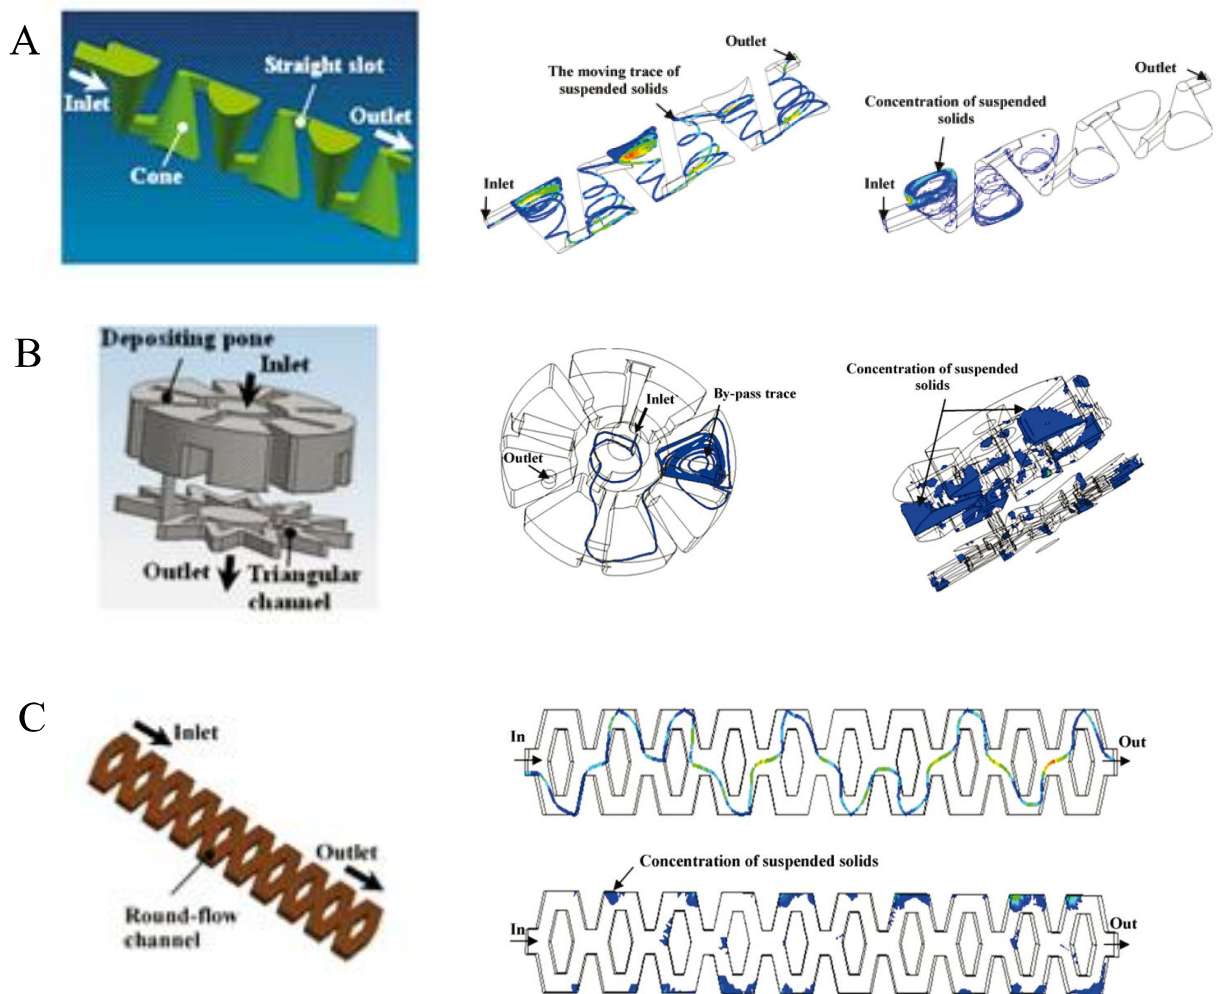 A
Straight slot
Inlet
Outlet
Cone
Outlet
The moving trace of
suspended solids
Inlet
Outlet
Concentration of suspended
solids
Inlet
B
Depositing pone
Inlet
Outlet
Triangular
channel
Inlet
By-pass trace
Outlet
Concentration of suspended
solids
C
Inlet
Outlet
Round-flow
channel
In
Out
Concentration of suspended solids
In
Out